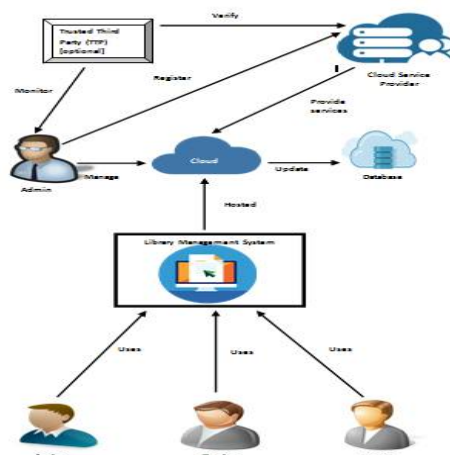 Verify
Trusted Third
Party (TTP)
[optional]
Cloud Service
Provider
Register
Monitor
Provide
services
Cloud
Manage
Update
Admin
Database
Hosted
Library Management System
Uses
Uses
Uses